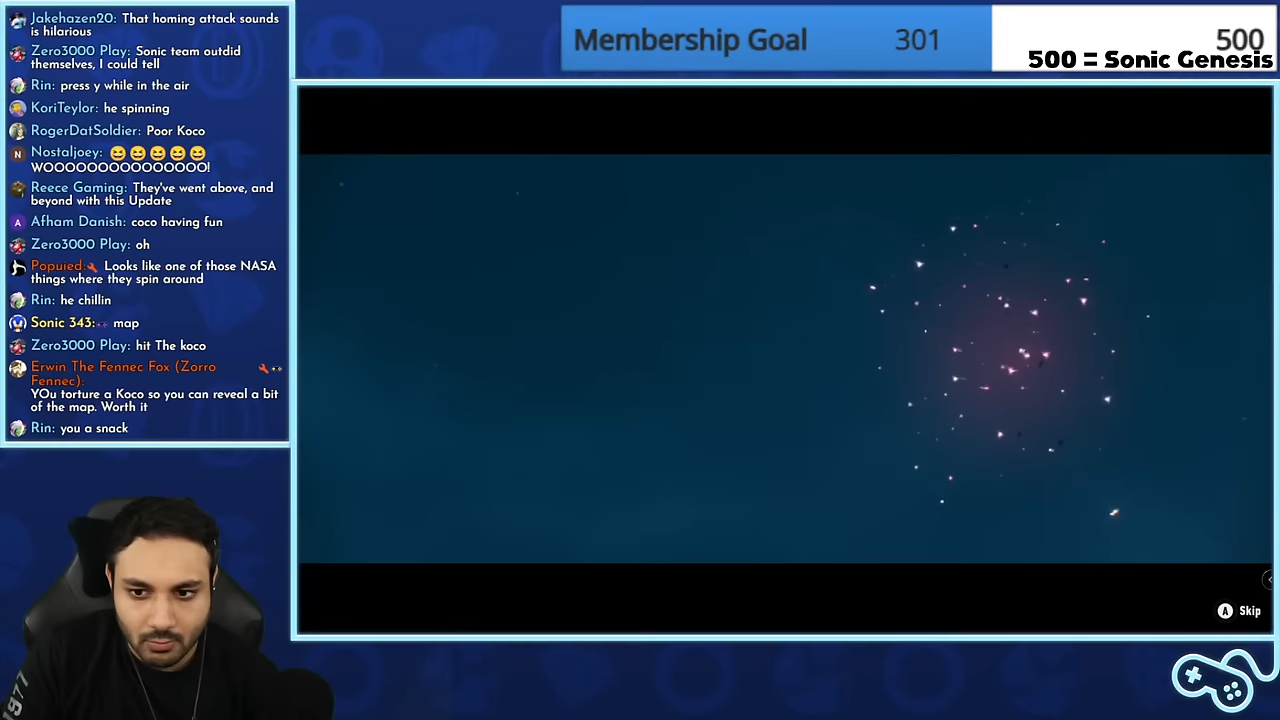 Jakehazen20: That homing attack sounds
is hilarious
Zero3000 Play: Sonic team outdid
themselves, I could tell
Rin: press y while in the air
KoriTeylor: he spinning
RogerDatSoldier: Poor Koco
N Nostaljoey: 😆😆😆😆😆
WOOOOOOOOOOOOOOO!
Reece Gaming: They've went above, and
beyond with this Update
A Afham Danish: coco having fun
Zero3000 Play: oh
Popuied: Looks like one of those NASA
things where they spin around
Rin: he chillin
Sonic 343: map
Zero3000 Play: hit The koco
Erwin The Fennec Fox (Zorro
Fennec):
YOu torture a Koco so you can reveal a bit
of the map. Worth it
Rin: you a snack
Membership Goal 301 500
500 = Sonic Genesis
A Skip